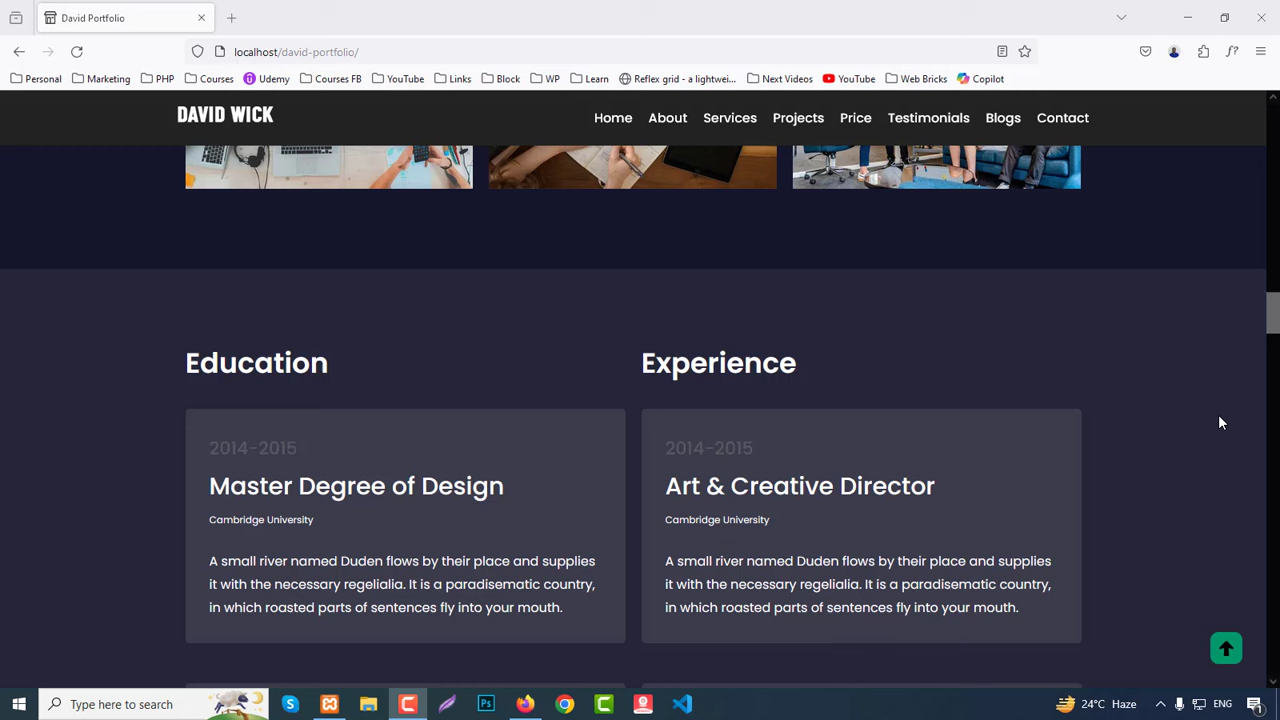 David Portfolio
localhost/david-portfolio/
Personal
Marketing
PHP
Courses
Udemy
Courses FB
YouTube
Links
Block
WP
Learn
Reflex grid - a lightwei...
Next Videos
YouTube
Web Bricks
Copilot
DAVID WICK
Home
About
Services
Projects
Price
Testimonials
Blogs
Contact
Education
2014-2015
Master Degree of Design
Cambridge University
A small river named Duden flows by their place and supplies
it with the necessary regelialia. It is a paradisematic country,
in which roasted parts of sentences fly into your mouth.
Experience
2014-2015
Art & Creative Director
Cambridge University
A small river named Duden flows by their place and supplies
it with the necessary regelialia. It is a paradisematic country,
in which roasted parts of sentences fly into your mouth.
Type here to search
24°C Haze
ENG